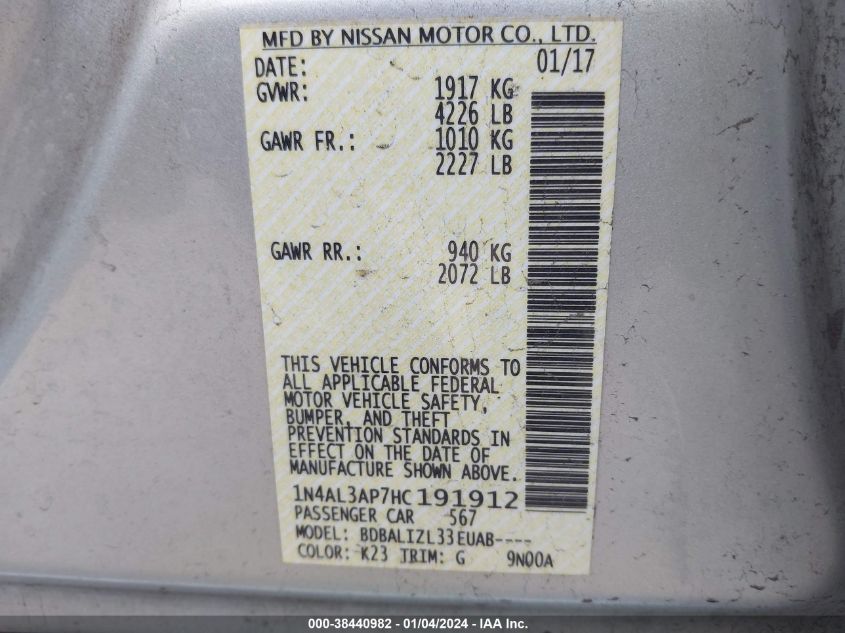 MFD BY NISSAN MOTOR CO., LTD.
DATE: 01/17
GVWR: 1917 KG
4226 LB
GAWR FR.: 1010 KG
2227 LB
GAWR RR.: 940 KG
2072 LB
THIS VEHICLE CONFORMS TO
ALL APPLICABLE FEDERAL
MOTOR VEHICLE SAFETY,
BUMPER, AND THEFT
PREVENTION STANDARDS IN
EFFECT ON THE DATE OF
MANUFACTURE SHOWN ABOVE.
1N4AL3AP7HC191912
PASSENGER CAR 567
MODEL: BDBALIZL33EUAB----
COLOR: K23 TRIM: G 9N00A
000-38440982 - 01/04/2024 - IAA Inc.